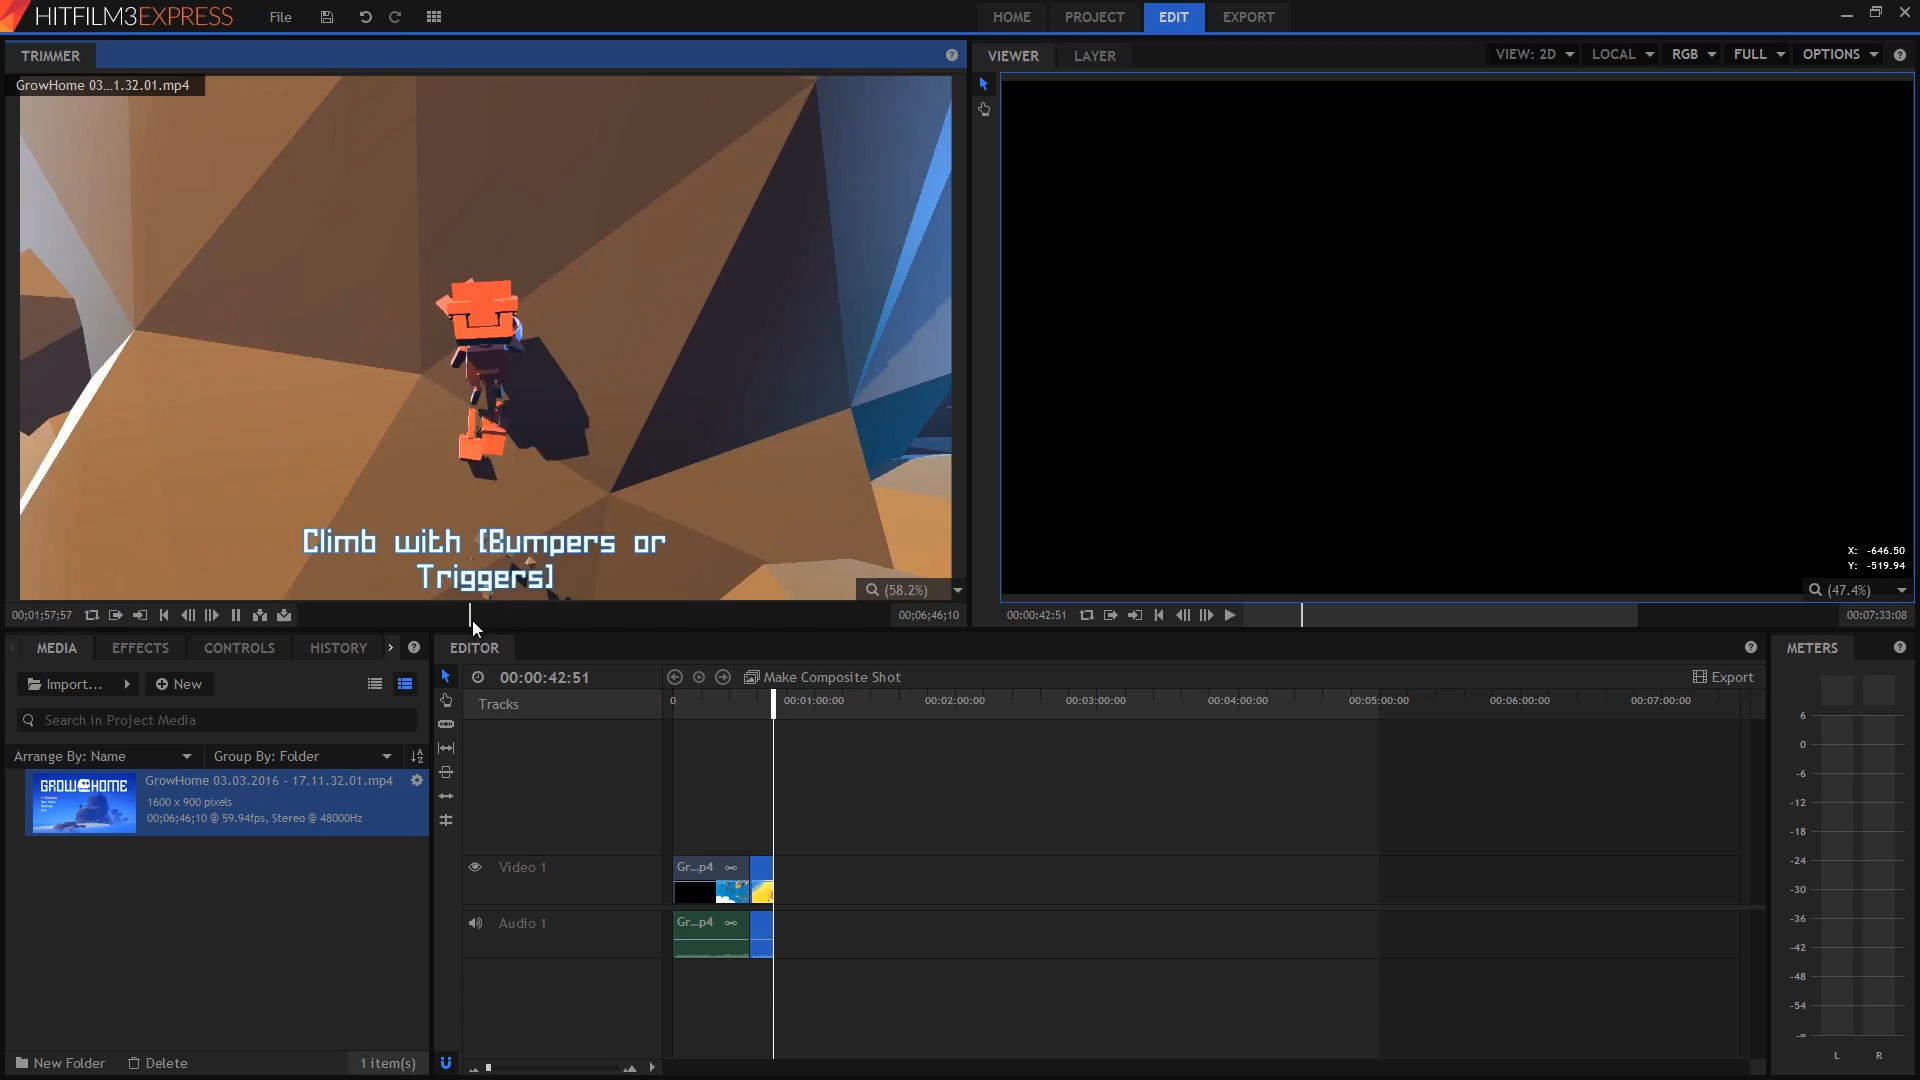 HITFILM3EXPRESS
File
HOME
PROJECT
EDIT
EXPORT
TRIMMER
VIEWER
LAYER
VIEW: 2D
LOCAL
RGB
FULL
OPTIONS
GrowHome 03...1.32.01.mp4
Climb with [Bumpers or
Triggers]
X: -646.50
Y: -519.94
(58.2%)
(47.4%)
00;01;57;57
00;06;46;10
00:00:42:51
00:07:33:08
MEDIA
EFFECTS
CONTROLS
HISTORY
EDITOR
METERS
Import...
New
00:00:42:51
Make Composite Shot
Export
Tracks
0
00:01:00:00
00:02:00:00
00:03:00:00
00:04:00:00
00:05:00:00
00:06:00:00
00:07:00:00
Search in Project Media
Arrange By: Name
Group By: Folder
GROW HOME
GrowHome 03.03.2016 - 17.11.32.01.mp4
1600 x 900 pixels
00;06;46;10 @ 59.94fps, Stereo @ 48000Hz
Video 1
Gr...p4
Audio 1
Gr...p4
6
0
-6
-12
-18
-24
-30
-36
-42
-48
-54
-∞
L
R
New Folder
Delete
1 item(s)